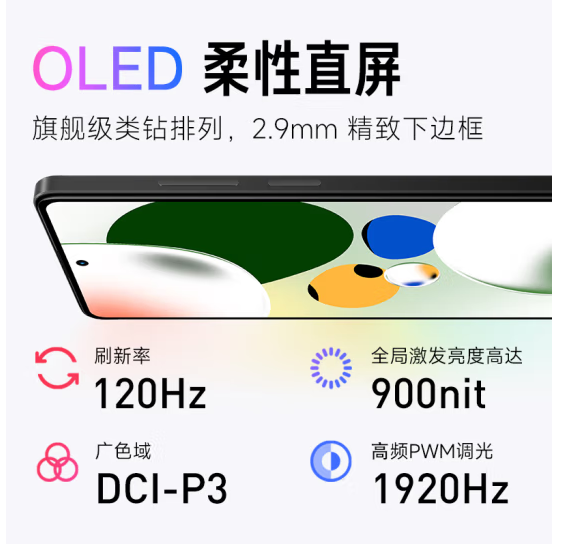 OLED 柔性直屏
旗舰级类钻排列，2.9mm 精致下边框
刷新率
120Hz
全局激发亮度高达
900nit
广色域
DCI-P3
高频PWM调光
1920Hz